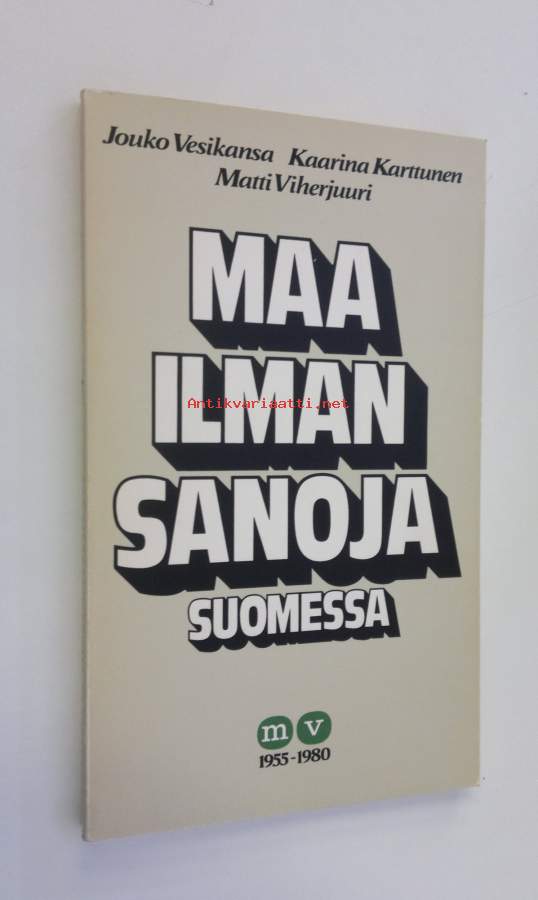 Jouko Vesikansa Kaarina Karttunen
Matti Viherjuuri
MAA
ILMAN
Antikvariaatti.net
SANOJA
SUOMESSA
m v
1955-1980